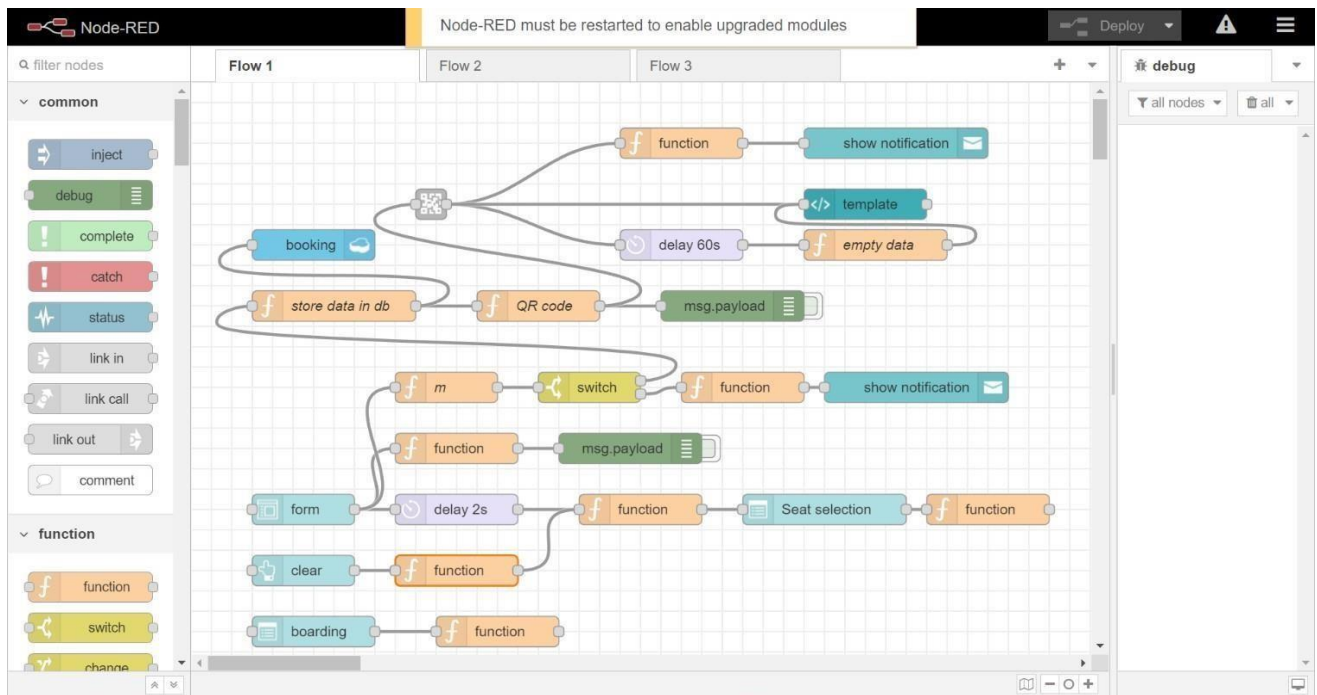 Node-RED
Node-RED must be restarted to enable upgraded modules
Deploy
filter nodes
Flow 1
Flow 2
Flow 3
debug
all nodes
all
common
inject
debug
complete
catch
status
link in
link call
link out
comment
function
function
switch
change
function
show notification
template
booking
delay 60s
empty data
store data in db
QR code
msg.payload
m
switch
function
show notification
function
msg.payload
form
delay 2s
function
Seat selection
function
clear
function
boarding
function